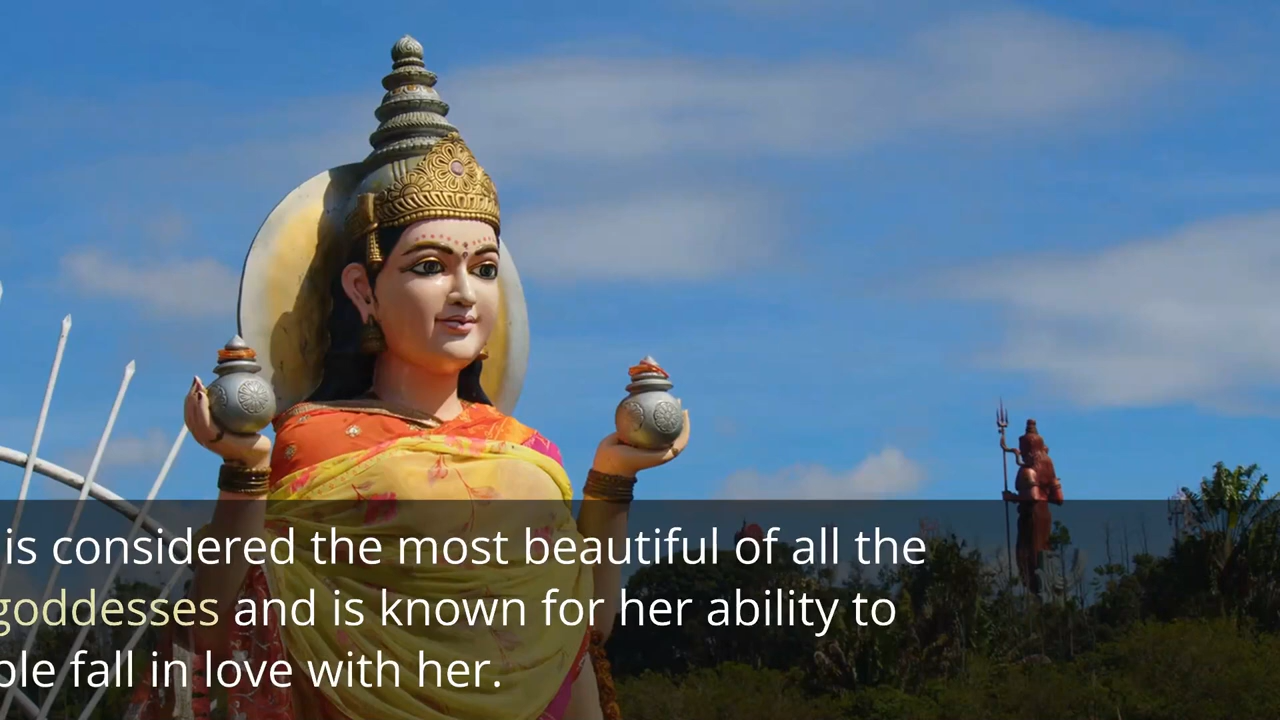 is considered the most beautiful of all the
goddesses and is known for her ability to
fall in love with her.